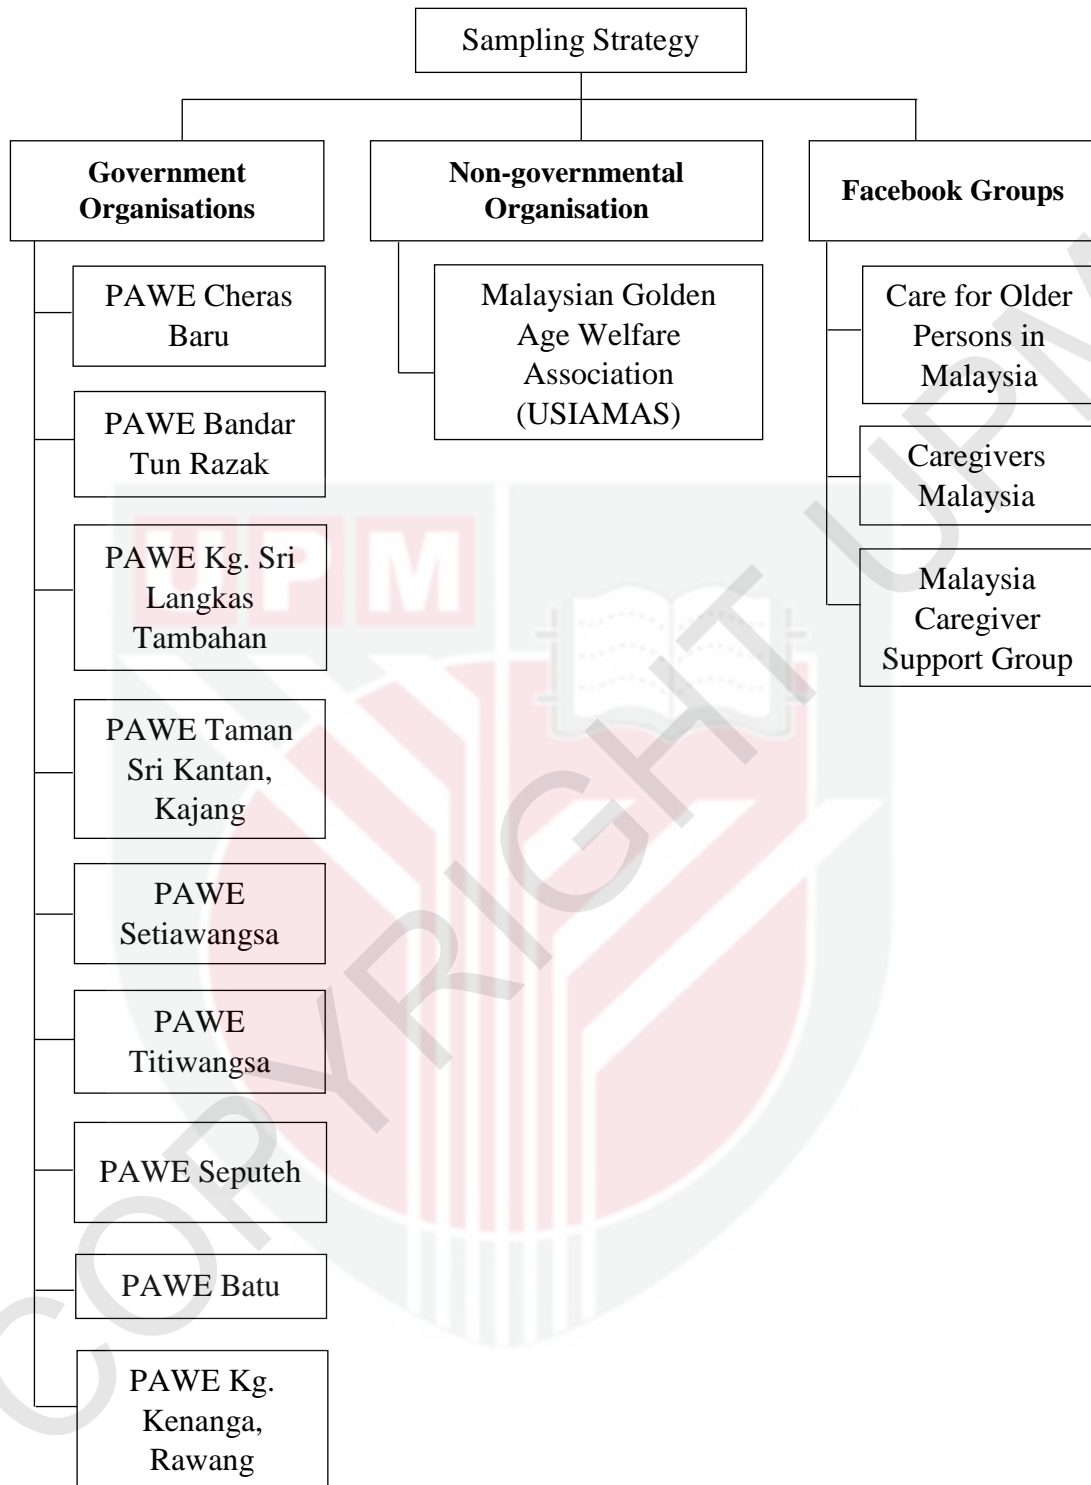 Sampling Strategy
Government
Organisations
PAWE Cheras
Baru
PAWE Bandar
Tun Razak
PAWE Kg. Sri
Langkas
Tambahan
PAWE Taman
Sri Kantan,
Kajang
PAWE
Setiawangsa
PAWE
Titiwangsa
PAWE Seputeh
PAWE Batu
PAWE Kg.
Kenanga,
Rawang
Non-governmental
Organisation
Malaysian Golden
Age Welfare
Association
(USIAMAS)
Facebook Groups
Care for Older
Persons in
Malaysia
Caregivers
Malaysia
Malaysia
Caregiver
Support Group
UPM
COPYRIGHT UPM